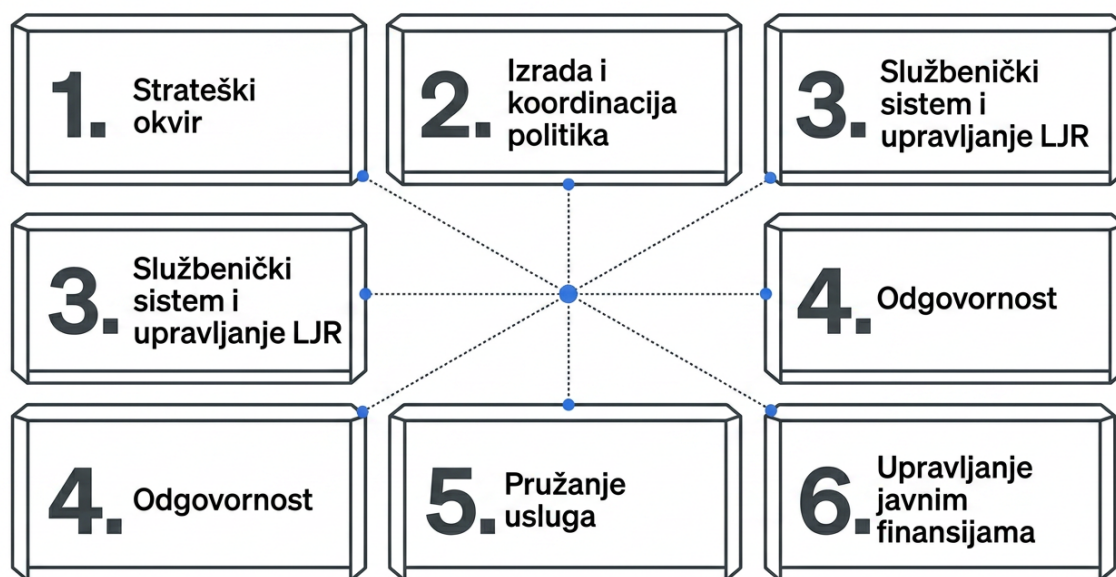 1. Strateški
okvir
2. Izrada i
koordinacija
politika
3. Službenički
sistem i
upravljanje LJR
3. Službenički
sistem i
upravljanje LJR
4. Odgovornost
4. Odgovornost
5. Pružanje
usluga
6. Upravljanje
javnim
finansijama